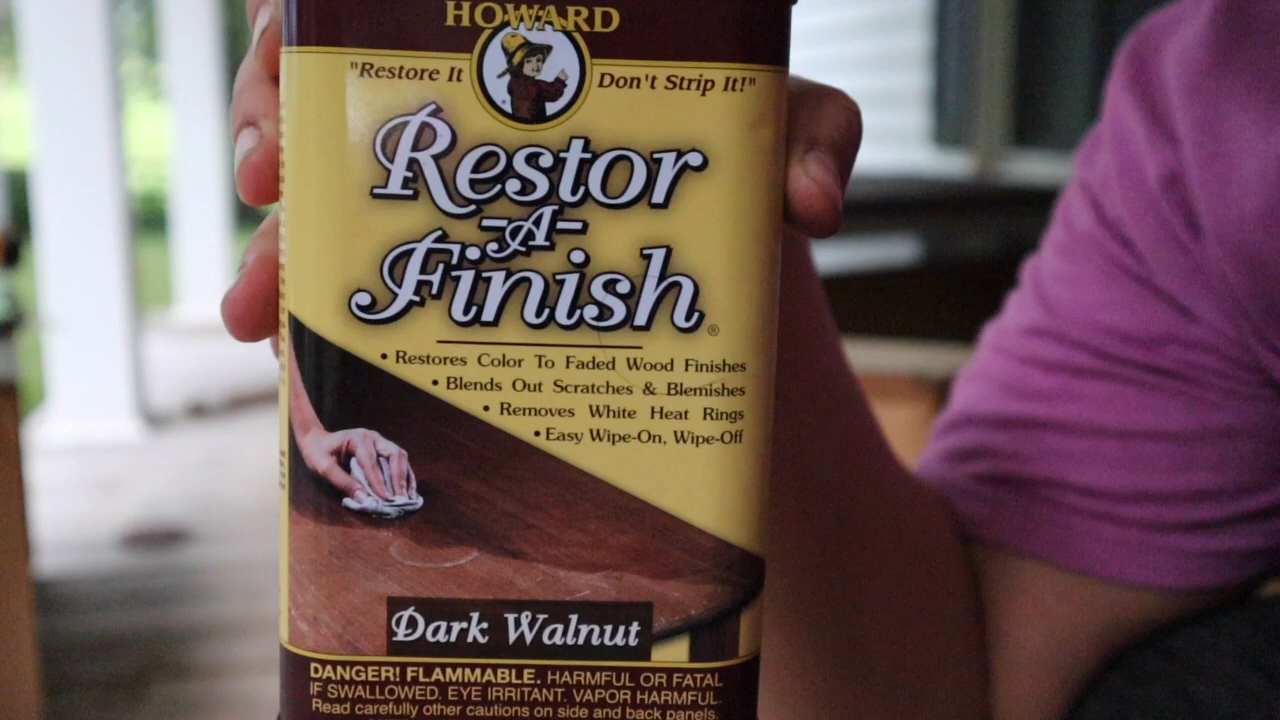 HOWARD
"Restore It Don't Strip It!"
Restor
-A-
Finish®
• Restores Color To Faded Wood Finishes
• Blends Out Scratches & Blemishes
• Removes White Heat Rings
• Easy Wipe-On, Wipe-Off
Dark Walnut
DANGER! FLAMMABLE. HARMFUL OR FATAL
IF SWALLOWED. EYE IRRITANT. VAPOR HARMFUL.
Read carefully other cautions on side and back panels.